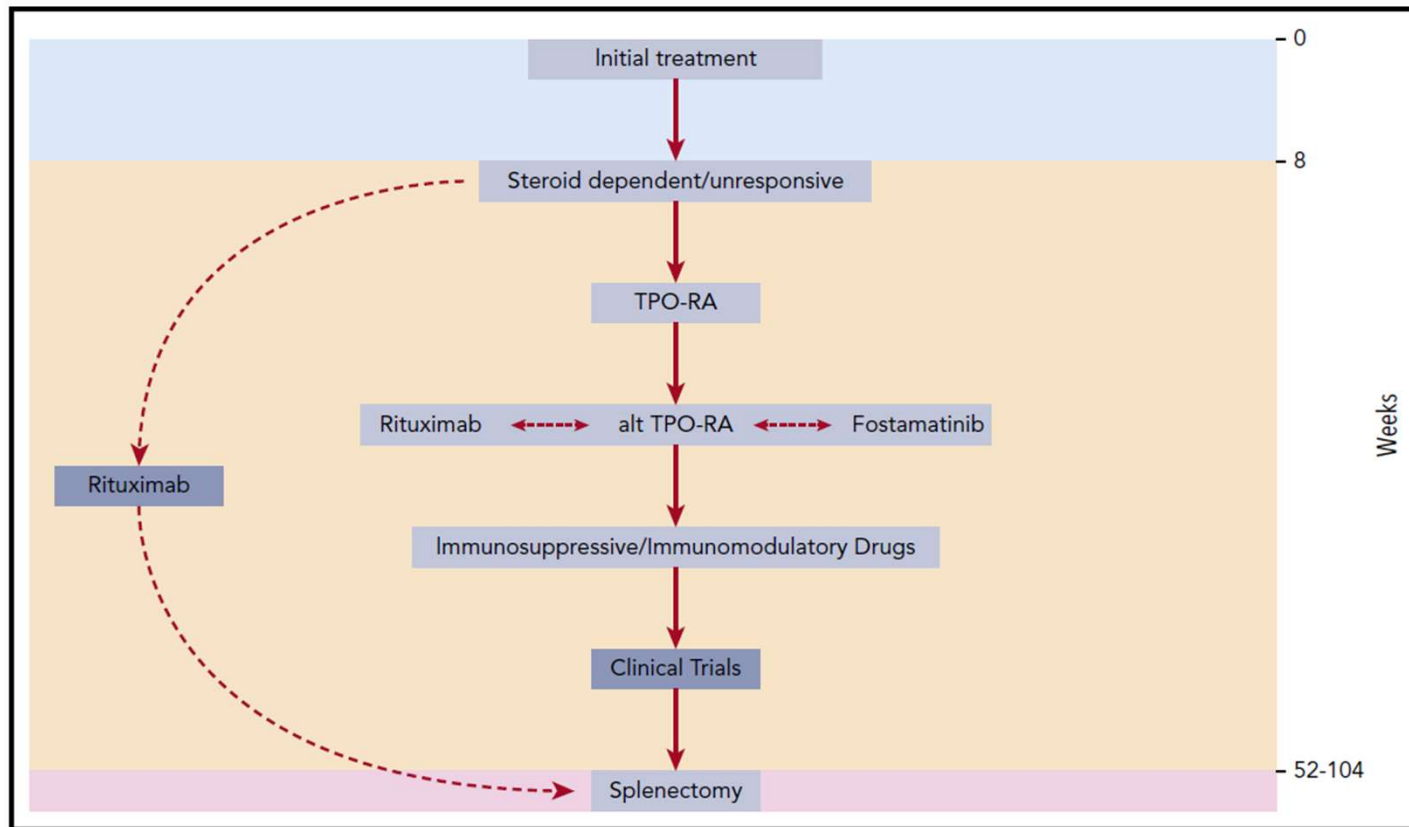 Initial treatment
0
8
Steroid dependent/unresponsive
TPO-RA
Rituximab alt TPO-RA Fostamatinib
Weeks
Rituximab
Immunosuppressive/Immunomodulatory Drugs
Clinical Trials
52-104
Splenectomy